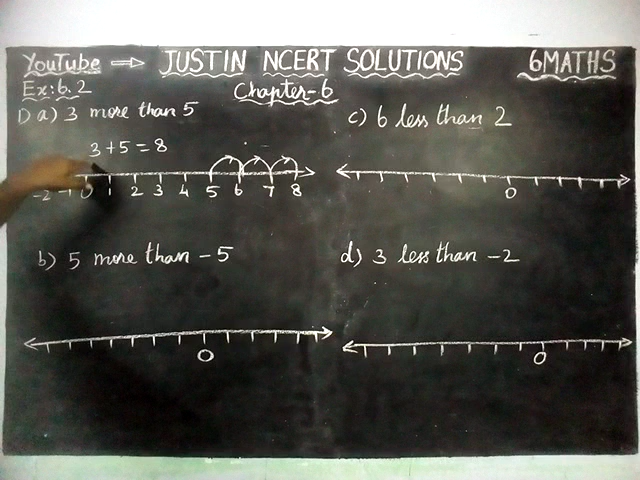 YouTube → JUSTIN NCERT SOLUTIONS 6MATHS
Ex: 6.2 Chapter-6
1) a) 3 more than 5
3+5=8
-2 -1 0 1 2 3 4 5 6 7 8
b) 5 more than -5
0
c) 6 less than 2
0
d) 3 less than -2
0